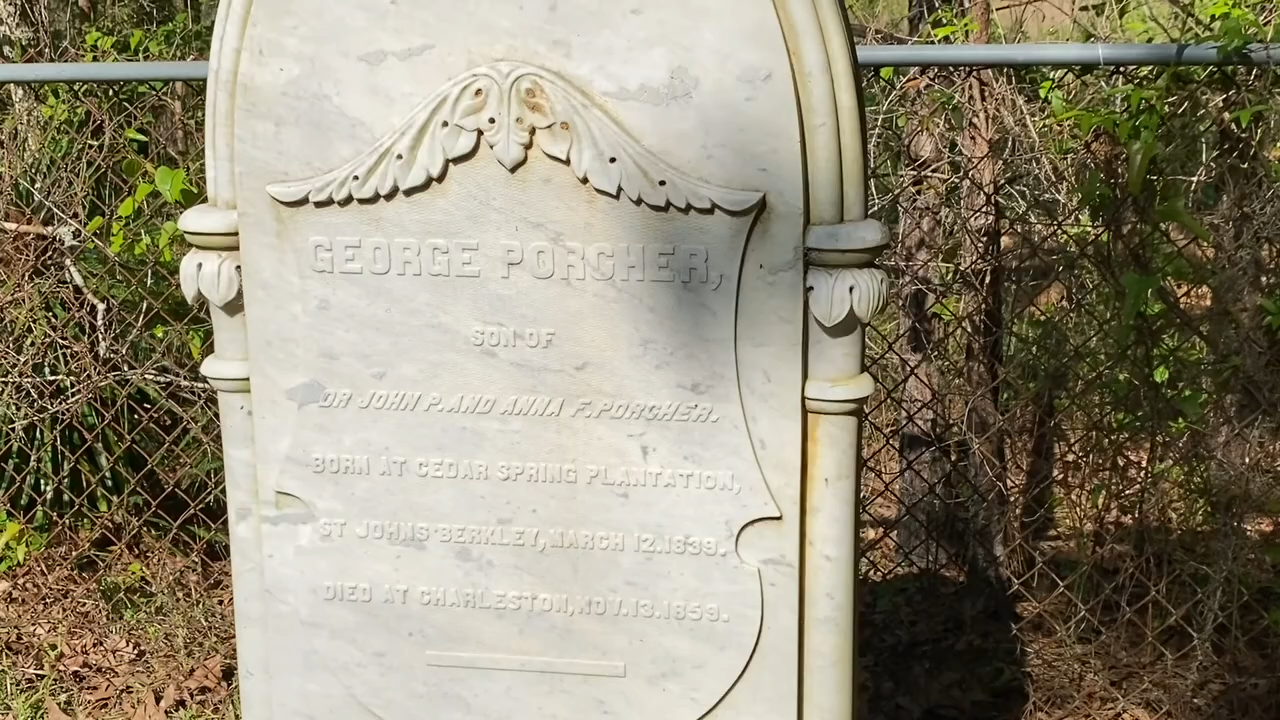 GEORGE PORCHER,
SON OF
DR JOHN P. AND ANNA F. PORCHER.
BORN AT CEDAR SPRING PLANTATION,
ST JOHNS BERKLEY, MARCH 12.1839.
DIED AT CHARLESTON, NOV. 13.1859.